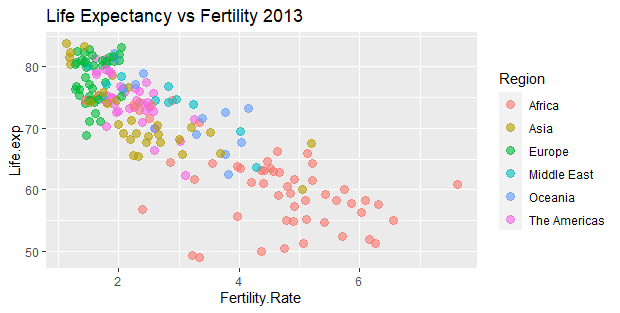 Life Expectancy vs Fertility 2013
Life.exp
80
70
60
50
2
4
6
Fertility.Rate
Region
Africa
Asia
Europe
Middle East
Oceania
The Americas